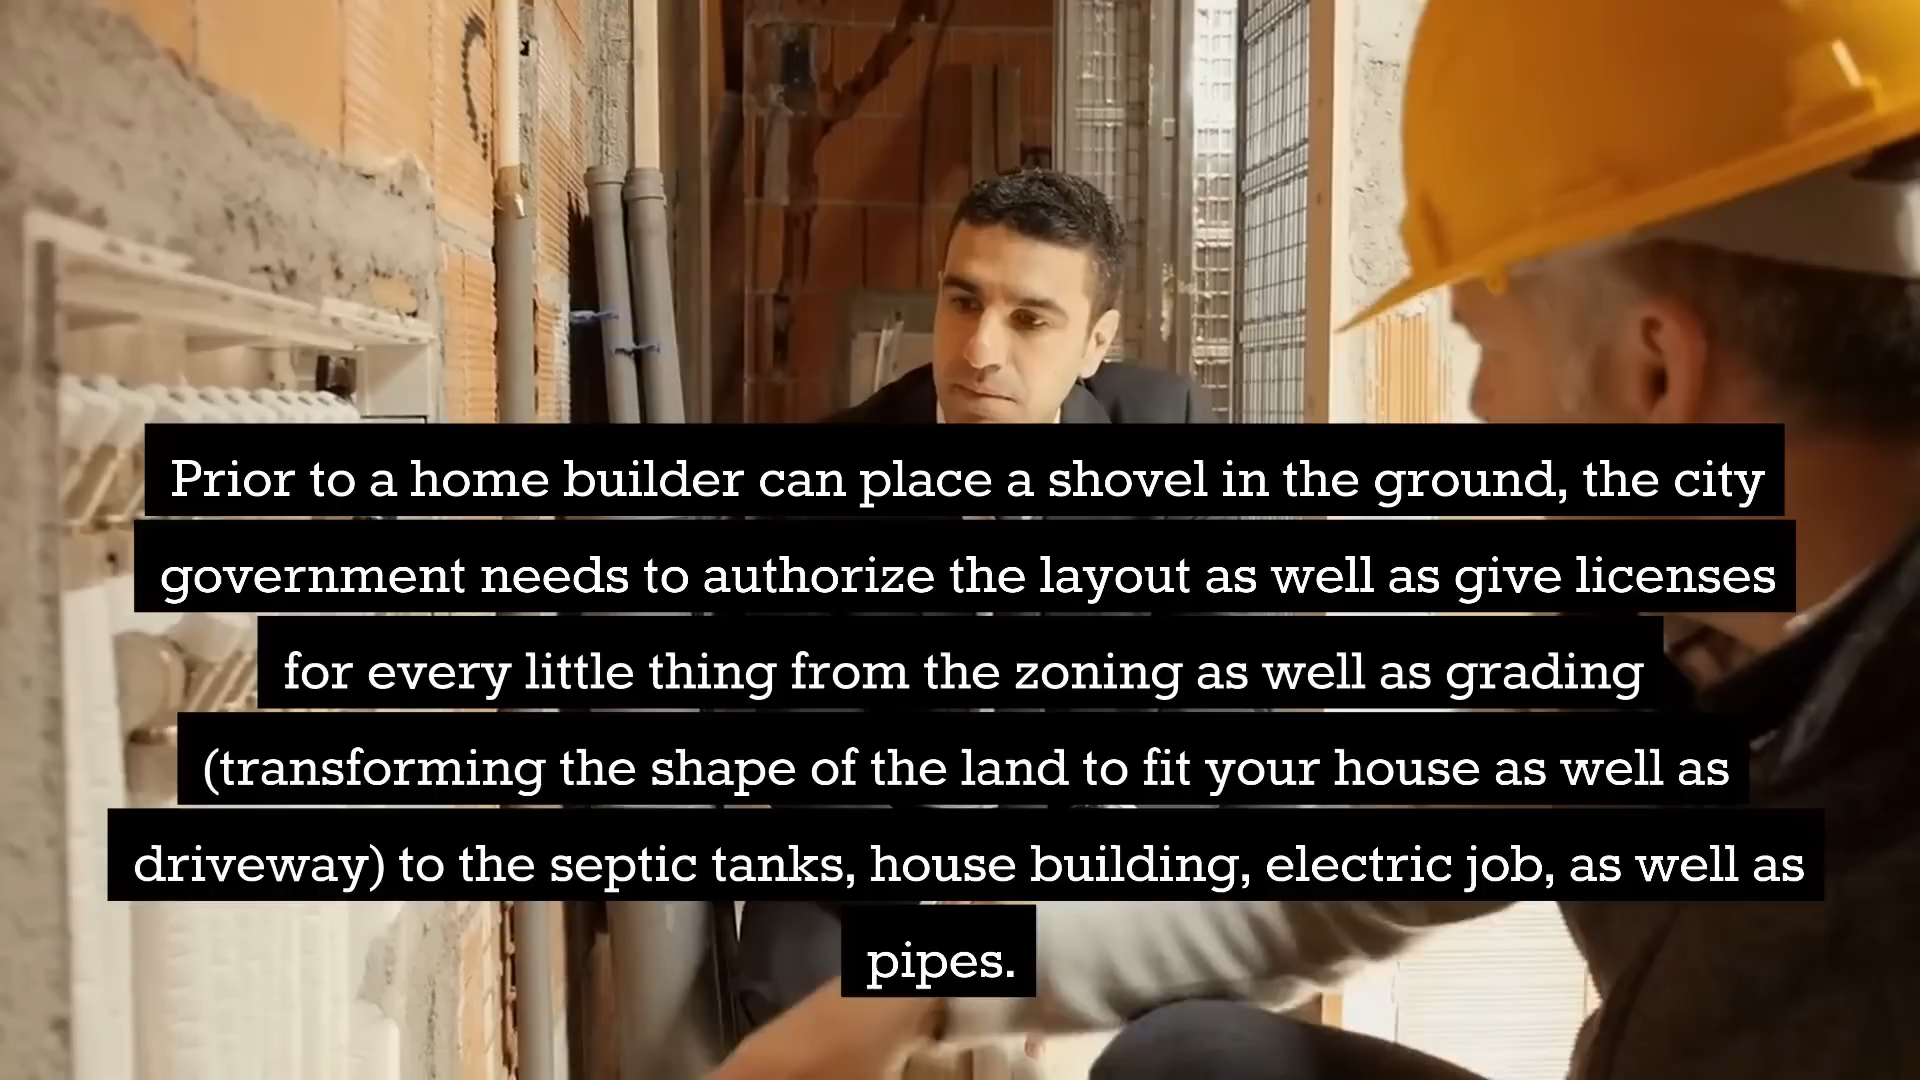 Prior to a home builder can place a shovel in the ground, the city
government needs to authorize the layout as well as give licenses
for every little thing from the zoning as well as grading
(transforming the shape of the land to fit your house as well as
driveway) to the septic tanks, house building, electric job, as well as
pipes.